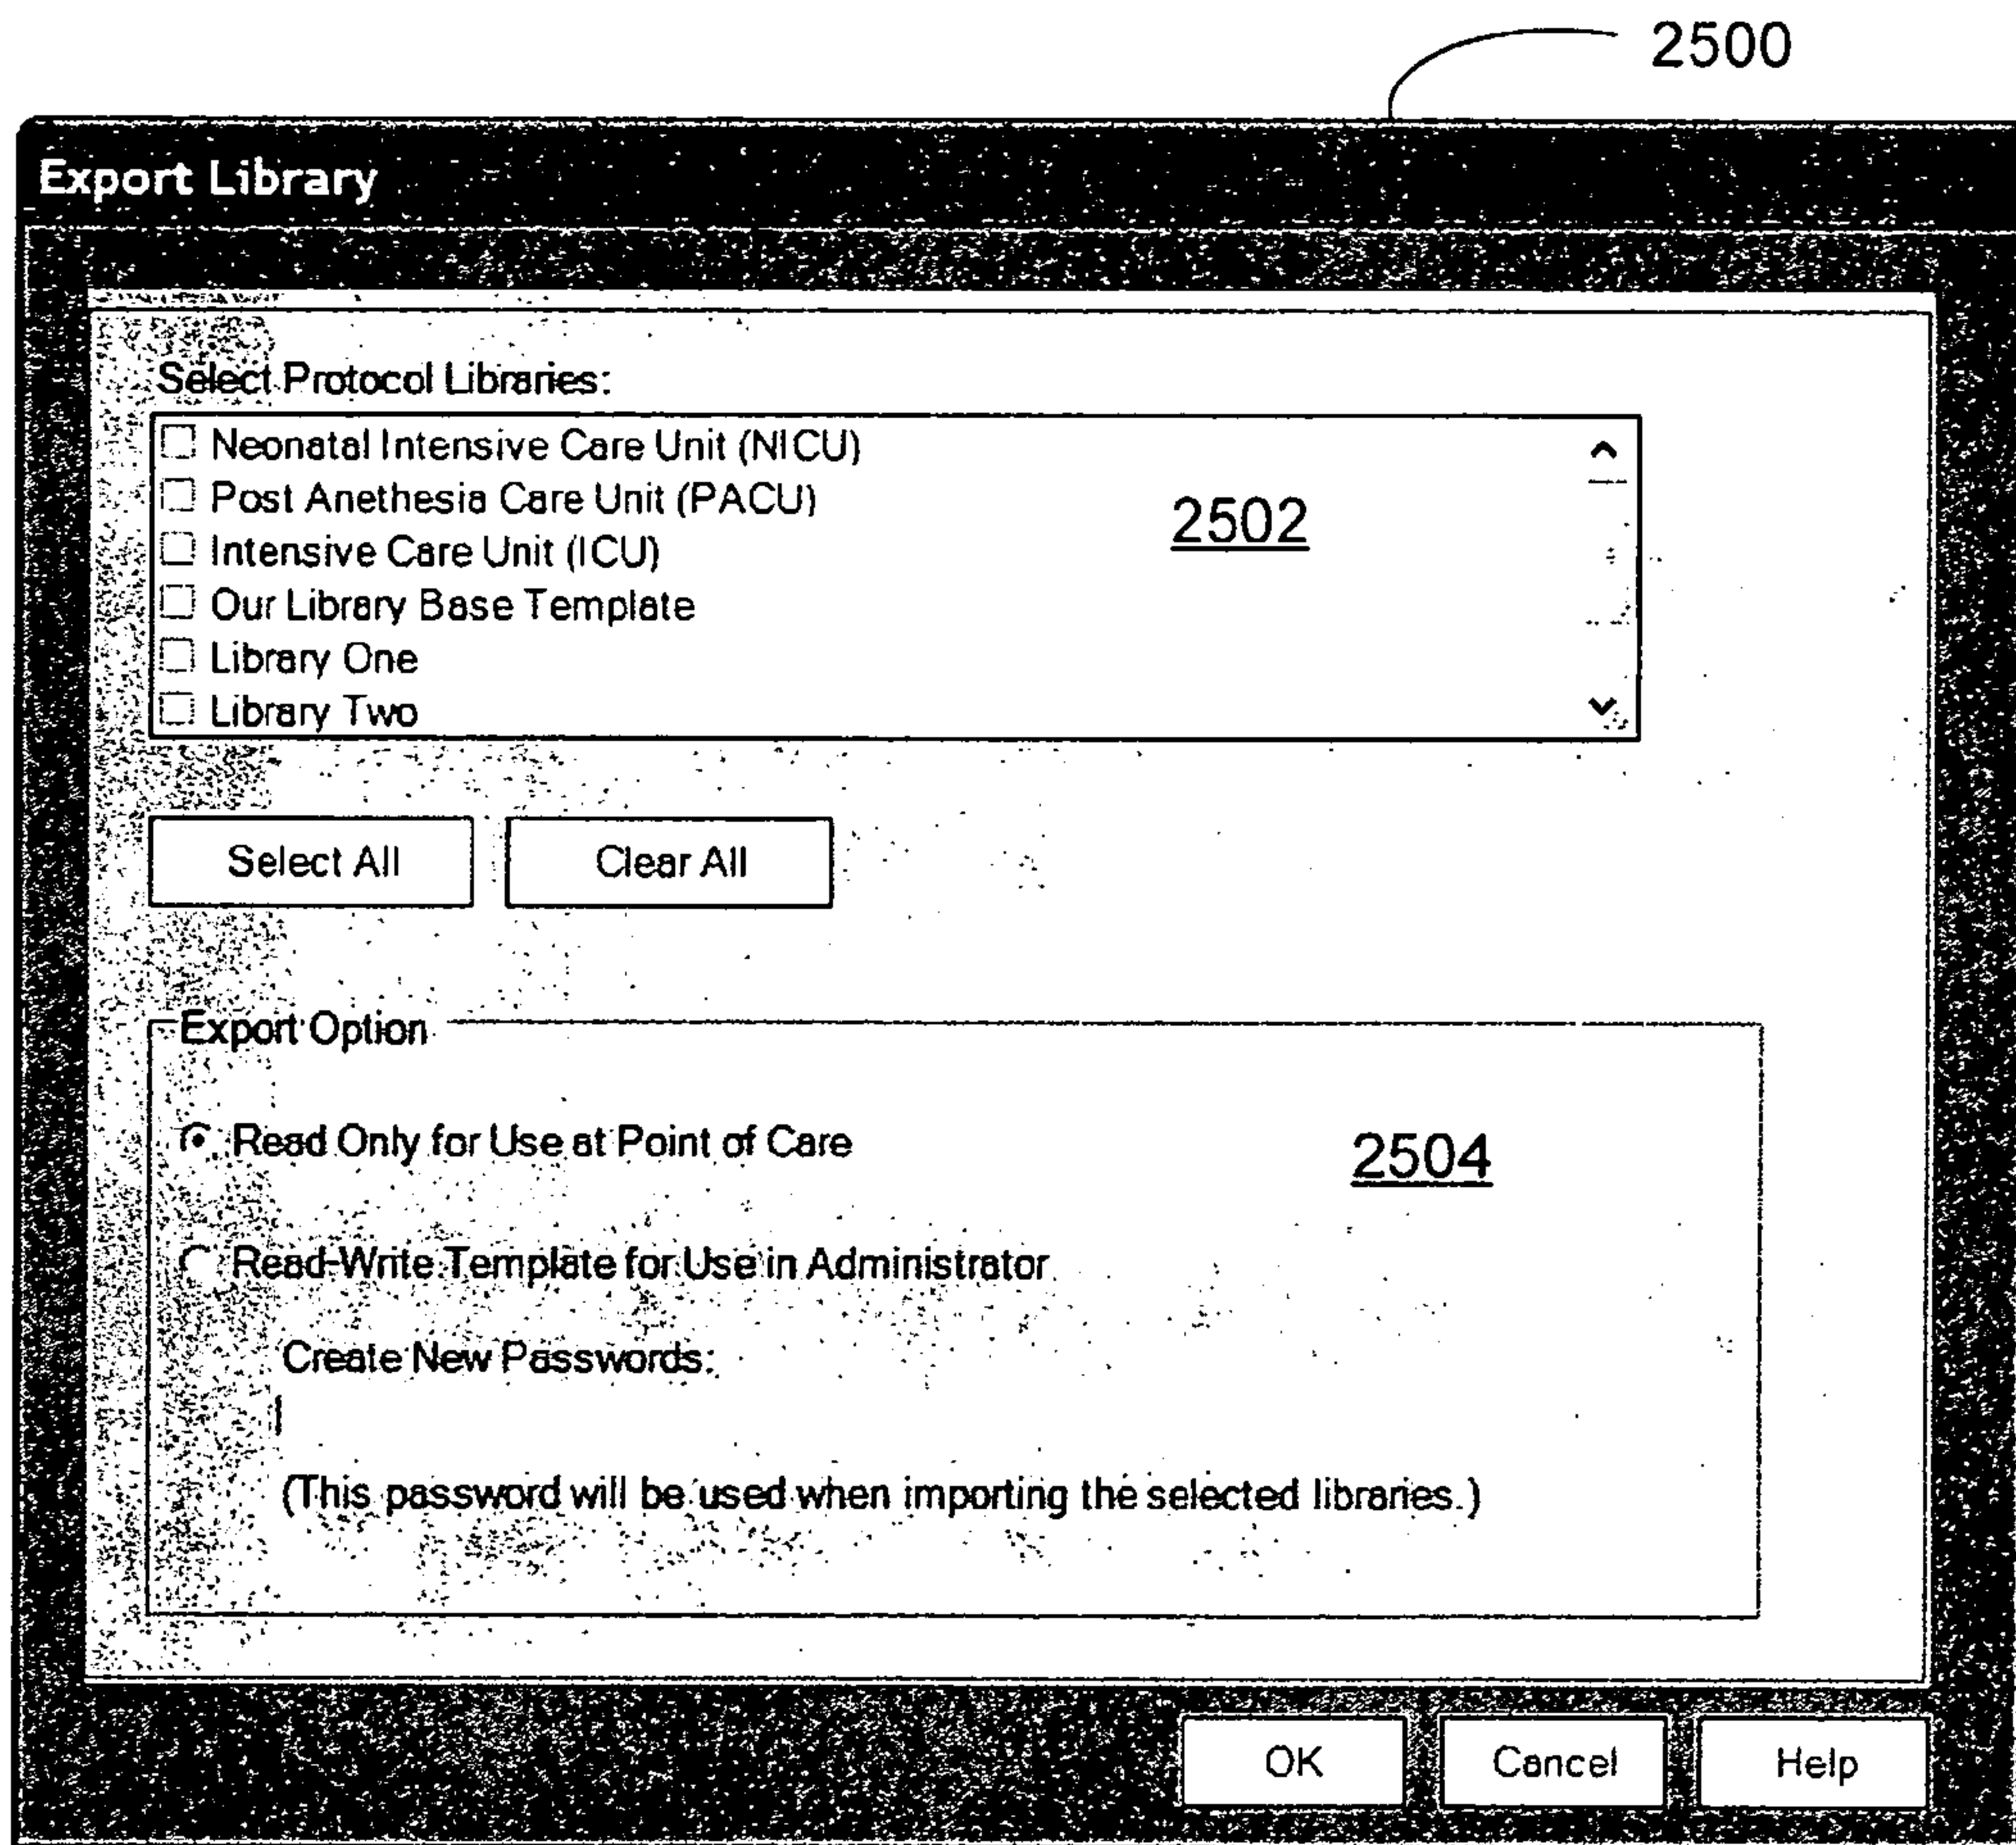 2500
Export Library
Select Protocol Libraries:
Neonatal Intensive Care Unit (NICU)
Post Anethesia Care Unit (PACU)
2502
Intensive Care Unit (ICU)
Our Library Base Template
Library One
Library Two
Select All Clear All
Export Option
Read Only for Use at Point of Care
2504
Read-Write Template for Use in Administrator
Create New Passwords:
(This password will be used when importing the selected libraries.)
OK Cancel Help